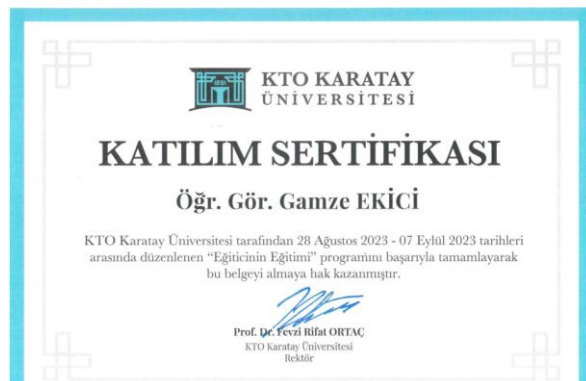 KTO KARATAY
ÜNİVERSİTESİ
KATILIM SERTİFİKASI
Öğr. Gör. Gamze EKİCİ
KTO Karatay Üniversitesi tarafından 28 Ağustos 2023 - 07 Eylül 2023 tarihleri
arasında düzenlenen “Eğiticinin Eğitimi” programını başarıyla tamamlayarak
bu belgeyi almaya hak kazanmıştır.
Prof. Dr. Fevzi Rifat ORTAÇ
KTO Karatay Üniversitesi
Rektör